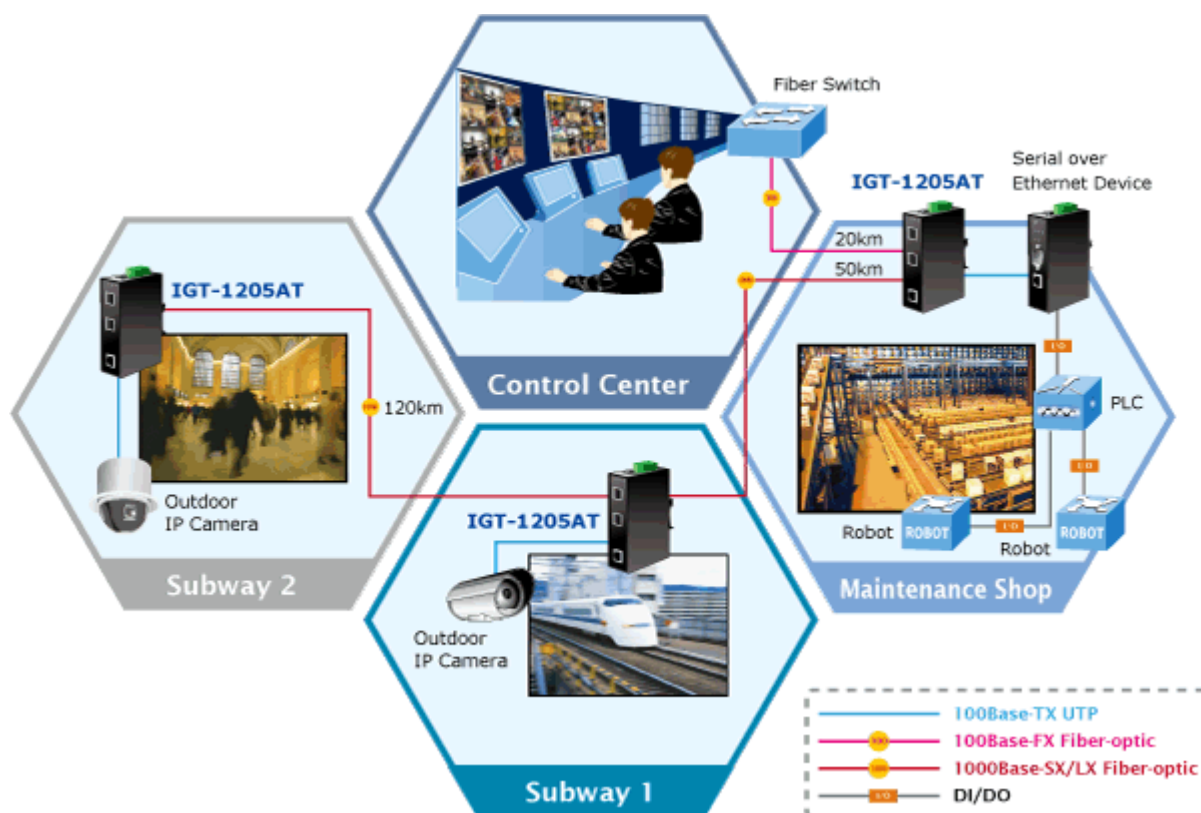 Fiber Switch
IGT-1205AT
Serial over
Ethernet Device
20km
50km
Control Center
IGT-1205AT
120km
Outdoor
IP Camera
Subway 2
IGT-1205AT
Outdoor
IP Camera
Subway 1
I/O
PLC
I/O
Robot
ROBOT
I/O
Robot
ROBOT
Maintenance Shop
100Base-TX UTP
100 100Base-FX Fiber-optic
1000Base-SX/LX Fiber-optic
I/O DI/DO